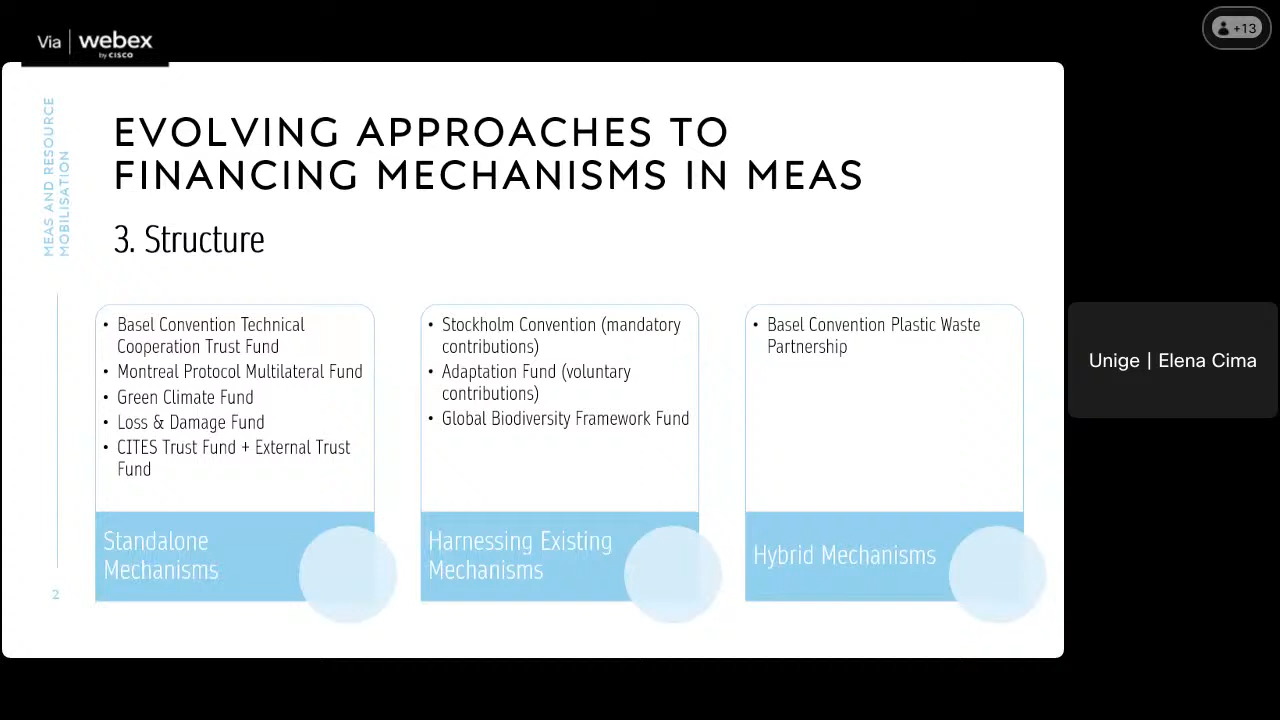 Via | webex
by CISCO
+13
MEAS AND RESOURCE
MOBILISATION
EVOLVING APPROACHES TO
FINANCING MECHANISMS IN MEAS
3. Structure
• Basel Convention Technical
Cooperation Trust Fund
• Montreal Protocol Multilateral Fund
• Green Climate Fund
• Loss & Damage Fund
• CITES Trust Fund + External Trust
Fund
Standalone
Mechanisms
• Stockholm Convention (mandatory
contributions)
• Adaptation Fund (voluntary
contributions)
• Global Biodiversity Framework Fund
Harnessing Existing
Mechanisms
• Basel Convention Plastic Waste
Partnership
Hybrid Mechanisms
2
Unige | Elena Cima